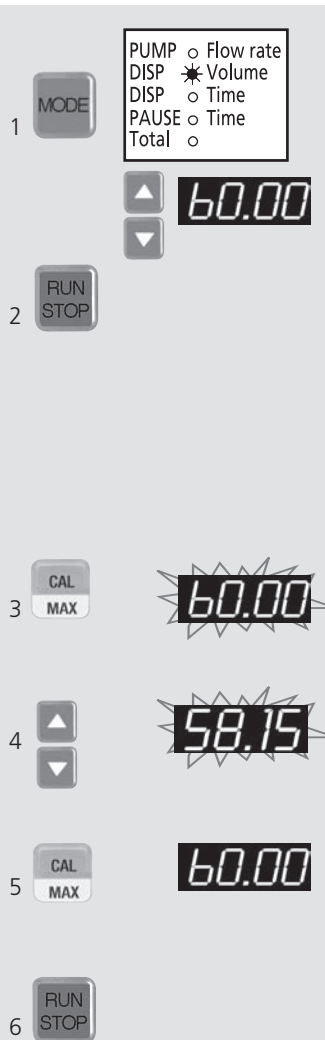 PUMP Flow rate
DISP Volume
DISP Time
PAUSE Time
Total
1 MODE
60.00
2 RUN
STOP
3 CAL
MAX
60.00
4 58.15
5 CAL
MAX
60.00
6 RUN
STOP